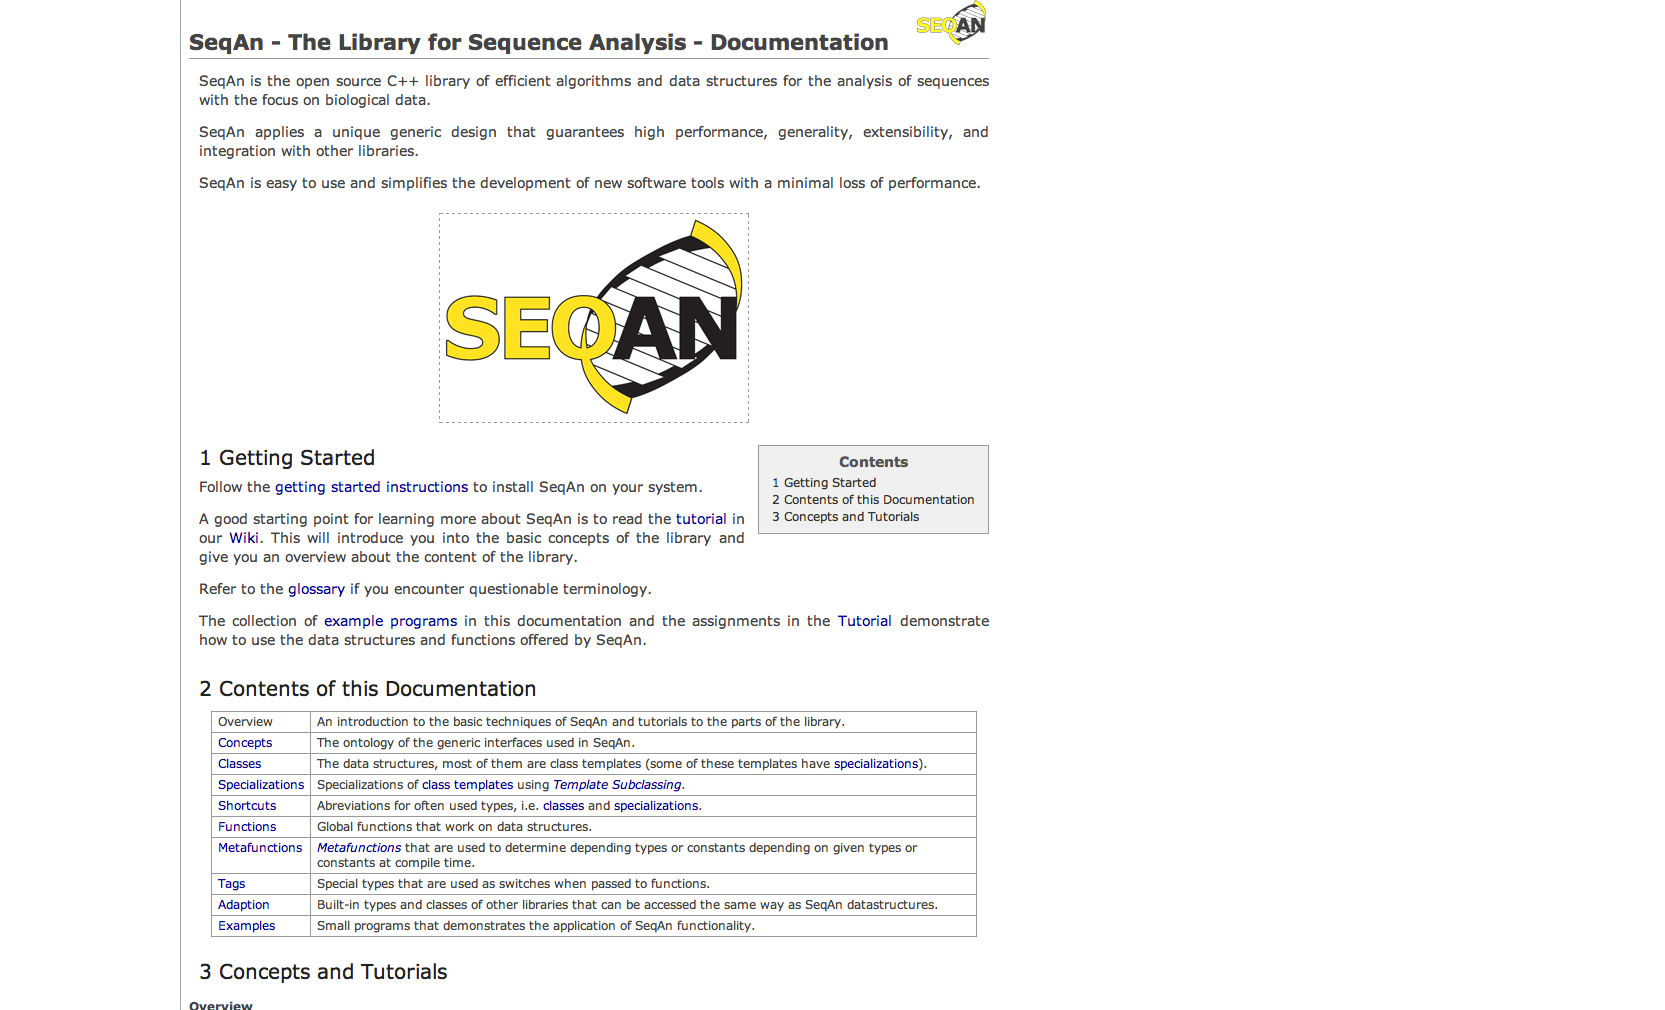 SEQAN
SeqAn - The Library for Sequence Analysis - Documentation
SeqAn is the open source C++ library of efficient algorithms and data structures for the analysis of sequences
with the focus on biological data.
SeqAn applies a unique generic design that guarantees high performance, generality, extensibility, and
integration with other libraries.
SeqAn is easy to use and simplifies the development of new software tools with a minimal loss of performance.
SEQAN
1 Getting Started
Follow the getting started instructions to install SeqAn on your system.
A good starting point for learning more about SeqAn is to read the tutorial in
our Wiki. This will introduce you into the basic concepts of the library and
give you an overview about the content of the library.
Contents
1 Getting Started
2 Contents of this Documentation
3 Concepts and Tutorials
Refer to the glossary if you encounter questionable terminology.
The collection of example programs in this documentation and the assignments in the Tutorial demonstrate
how to use the data structures and functions offered by SeqAn.
2 Contents of this Documentation
Overview An introduction to the basic techniques of SeqAn and tutorials to the parts of the library.
Concepts The ontology of the generic interfaces used in SeqAn.
Classes The data structures, most of them are class templates (some of these templates have specializations).
Specializations Specializations of class templates using Template Subclassing.
Shortcuts Abreviations for often used types, i.e. classes and specializations.
Functions Global functions that work on data structures.
Metafunctions Metafunctions that are used to determine depending types or constants depending on given types or
constants at compile time.
Tags Special types that are used as switches when passed to functions.
Adaption Built-in types and classes of other libraries that can be accessed the same way as SeqAn datastructures.
Examples Small programs that demonstrates the application of SeqAn functionality.
3 Concepts and Tutorials
Overview